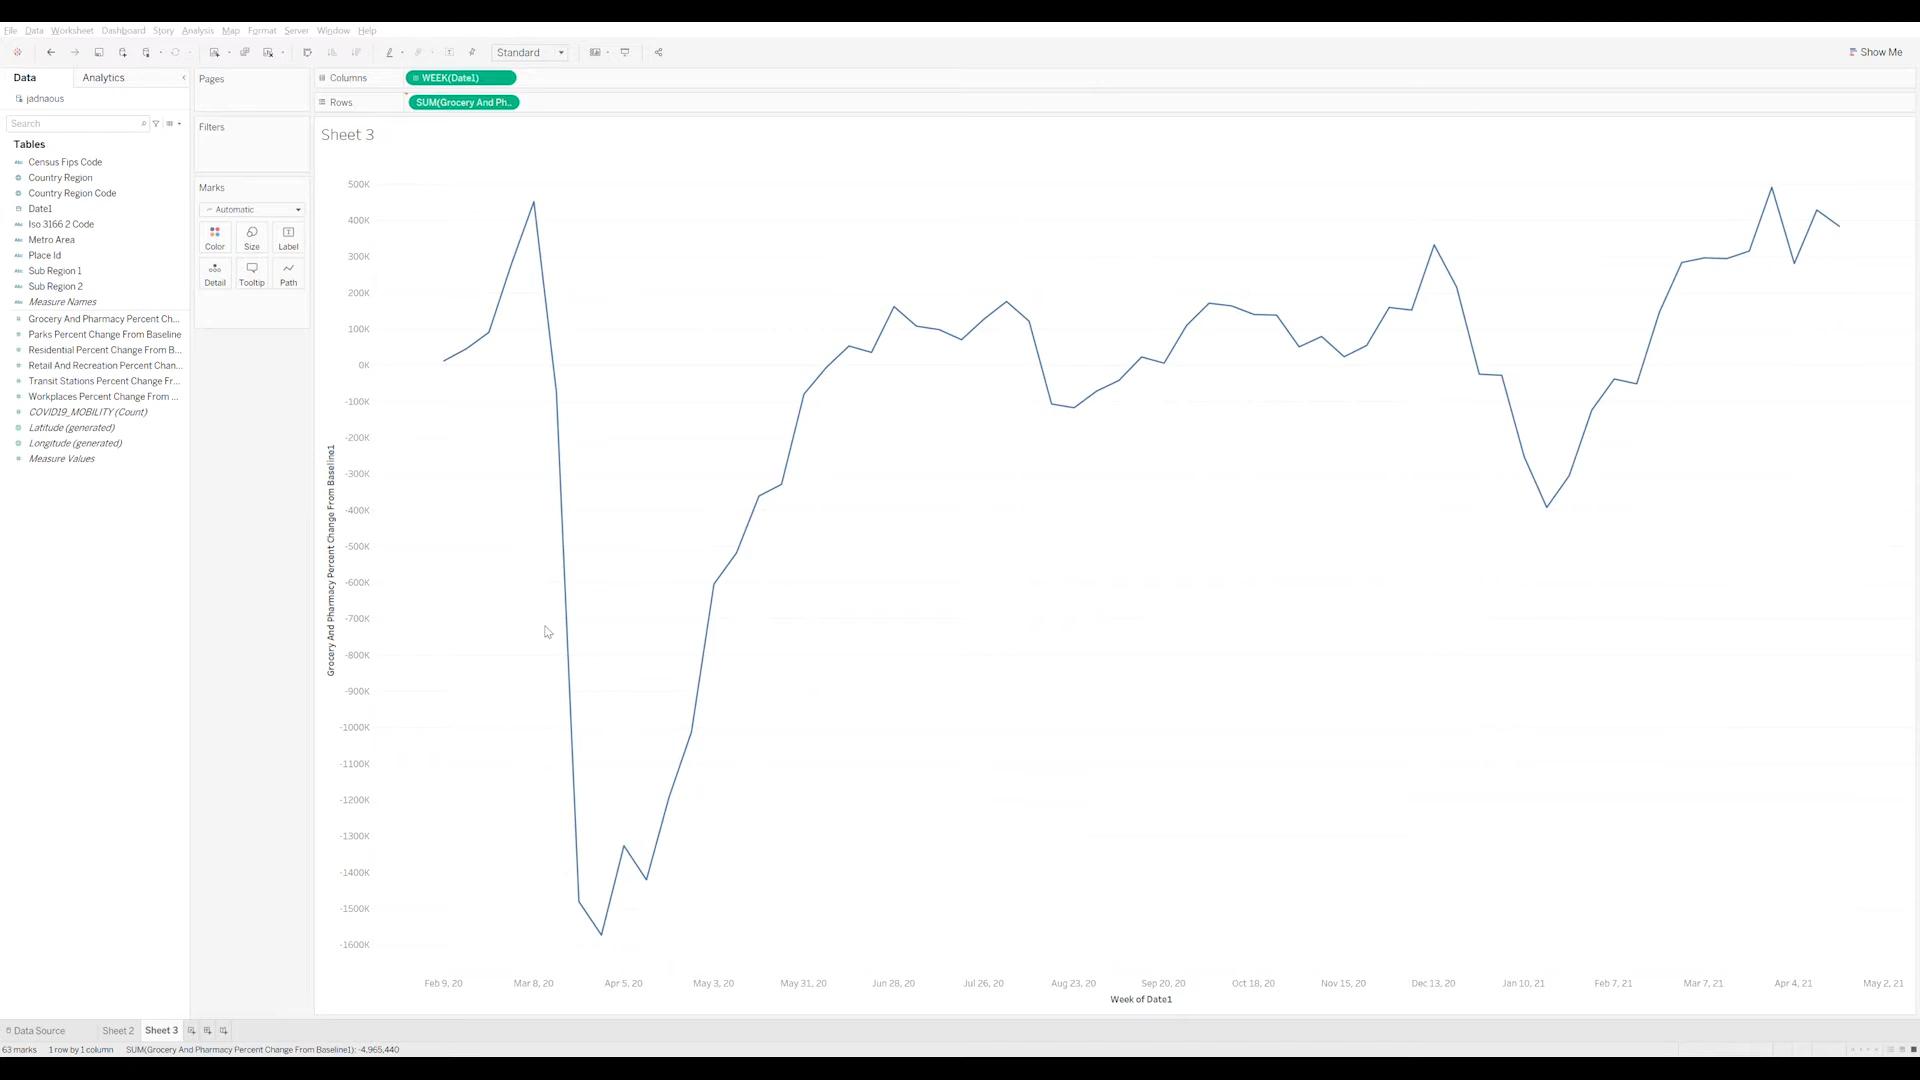 File Data Worksheet Dashboard Story Analysis Map Format Server Window Help
Standard
Show Me
Data Analytics
jadnaous
Search
Tables
Abc Census Fips Code
Country Region
Country Region Code
Date1
Abc Iso 3166 2 Code
Abc Metro Area
Abc Place Id
Abc Sub Region 1
Abc Sub Region 2
Abc Measure Names
# Grocery And Pharmacy Percent Ch...
# Parks Percent Change From Baseline
# Residential Percent Change From B...
# Retail And Recreation Percent Chan...
# Transit Stations Percent Change Fr...
# Workplaces Percent Change From ...
# COVID19_MOBILITY (Count)
Latitude (generated)
Longitude (generated)
# Measure Values
Pages
Filters
Marks
Automatic
Color Size Label
Detail Tooltip Path
Columns WEEK(Date1)
Rows SUM(Grocery And Ph..
Sheet 3
Grocery And Pharmacy Percent Change From Baseline1
500K
400K
300K
200K
100K
0K
-100K
-200K
-300K
-400K
-500K
-600K
-700K
-800K
-900K
-1000K
-1100K
-1200K
-1300K
-1400K
-1500K
-1600K
Feb 9, 20 Mar 8, 20 Apr 5, 20 May 3, 20 May 31, 20 Jun 28, 20 Jul 26, 20 Aug 23, 20 Sep 20, 20 Oct 18, 20 Nov 15, 20 Dec 13, 20 Jan 10, 21 Feb 7, 21 Mar 7, 21 Apr 4, 21 May 2, 21
Week of Date1
Data Source Sheet 2 Sheet 3
63 marks 1 row by 1 column SUM(Grocery And Pharmacy Percent Change From Baseline1): -4,965,440